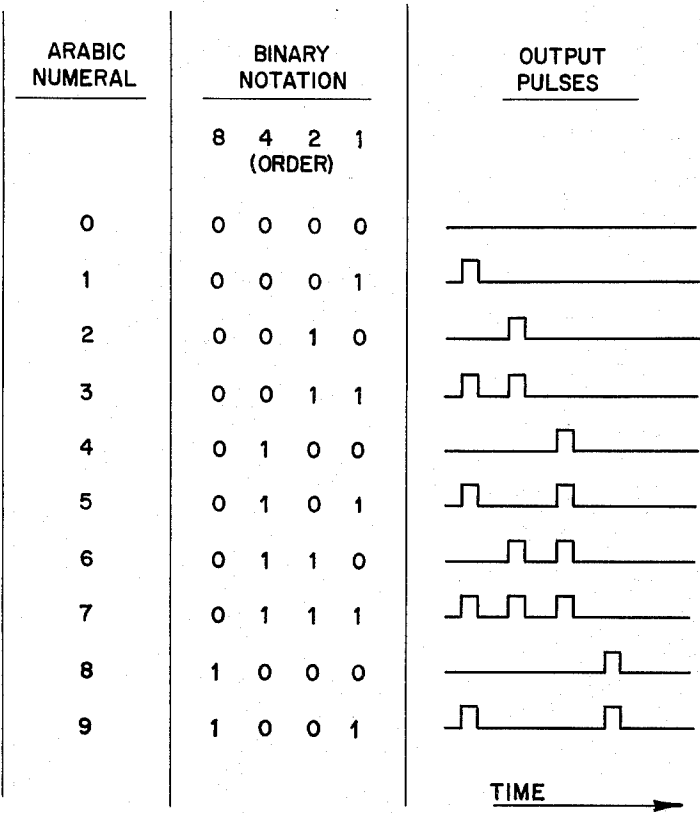 ARABIC NUMERAL
BINARY NOTATION
OUTPUT PULSES
8 4 2 1
(ORDER)
0 0 0 0 0
1 0 0 0 1
2 0 0 1 0
3 0 0 1 1
4 0 1 0 0
5 0 1 0 1
6 0 1 1 0
7 0 1 1 1
8 1 0 0 0
9 1 0 0 1
TIME